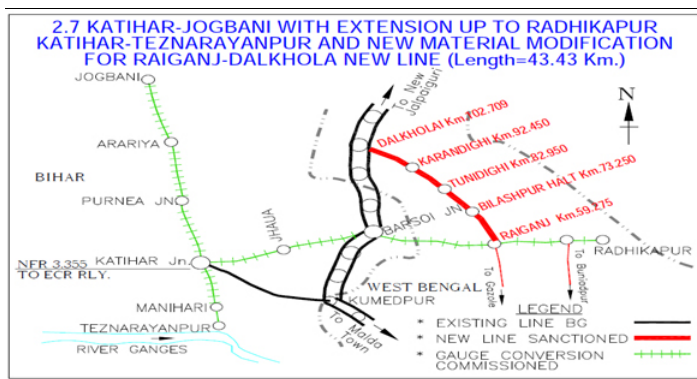 2.7 KATIHAR-JOGBANI WITH EXTENSION UP TO RADHIKAPUR
KATIHAR-TEZNARAYANPUR AND NEW MATERIAL MODIFICATION
FOR RAIGANJ-DALKHOLA NEW LINE (Length=43.43 Km.)
JOGBANI
To New
Jalpaiguri
N
DALKHOLAI Km.102.709
ARARIYA
KARANDIGHI Km.92.450
TUNIDIGHI Km.82.950
BIHAR
BILASHPUR HALT Km.73.250
PURNEA JN.
JHAUA
BARSOI JN.
RAIGANJ Km.59.275
RADHIKAPUR
NFR 3.355
TO ECR RLY.
KATIHAR Jn.
To Gazole
To Buniadpur
WEST BENGAL
KUMEDPUR
MANIHARI
TEZNARAYANPUR
RIVER GANGES
To Malda
Town
LEGEND
* EXISTING LINE BG
* NEW LINE SANCTIONED
* GAUGE CONVERSION
COMMISSIONED